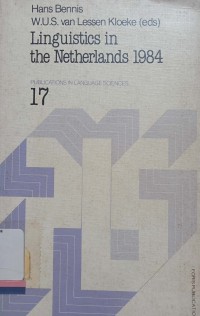 Hans Bennis
W.U.S. van Lessen Kloeke (eds)
Linguistics in
the Netherlands 1984
PUBLICATIONS IN LANGUAGE SCIENCES
17